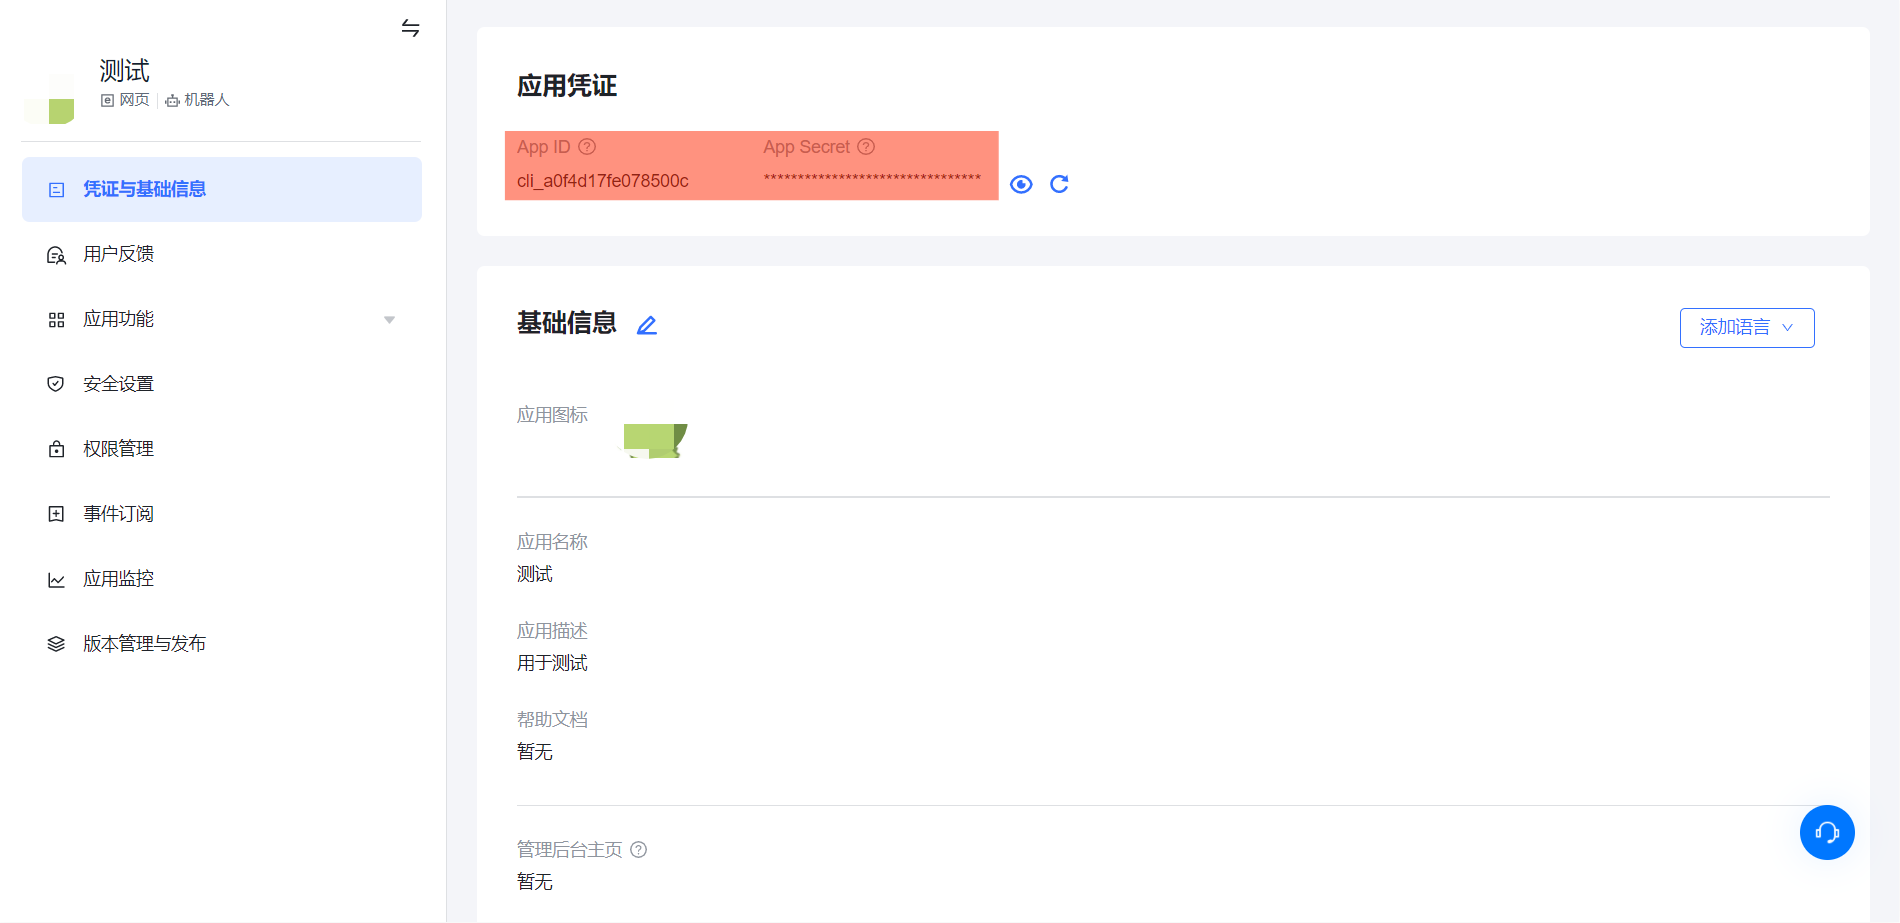 测试
网页 机器人
凭证与基础信息
用户反馈
应用功能
安全设置
权限管理
事件订阅
应用监控
版本管理与发布
应用凭证
App ID App Secret
cli_a0f4d17fe078500c ********************************
基础信息
添加语言
应用图标
应用名称
测试
应用描述
用于测试
帮助文档
暂无
管理后台主页
暂无